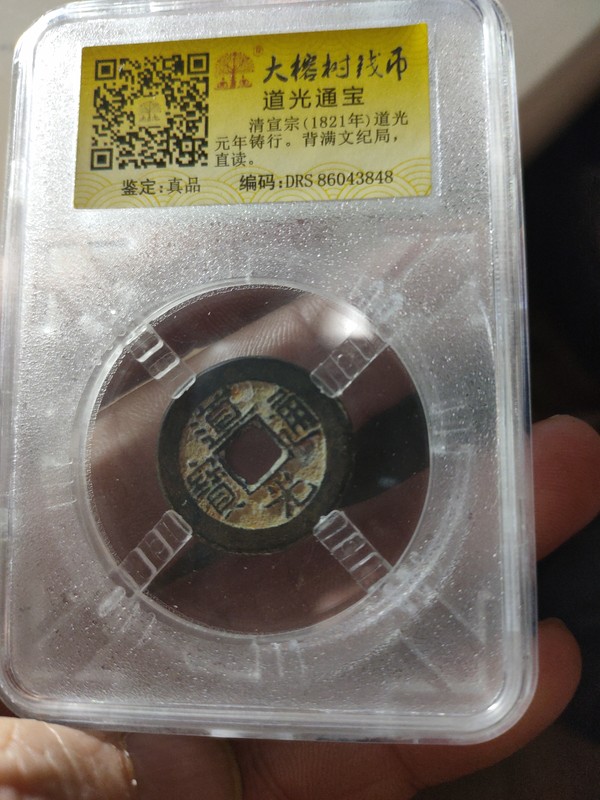 大榕树钱币
道光通宝
清宣宗(1821年)道光
元年铸行。背满文纪局,
直读。
鉴定:真品 编码:DRS 86043848
道光通寶